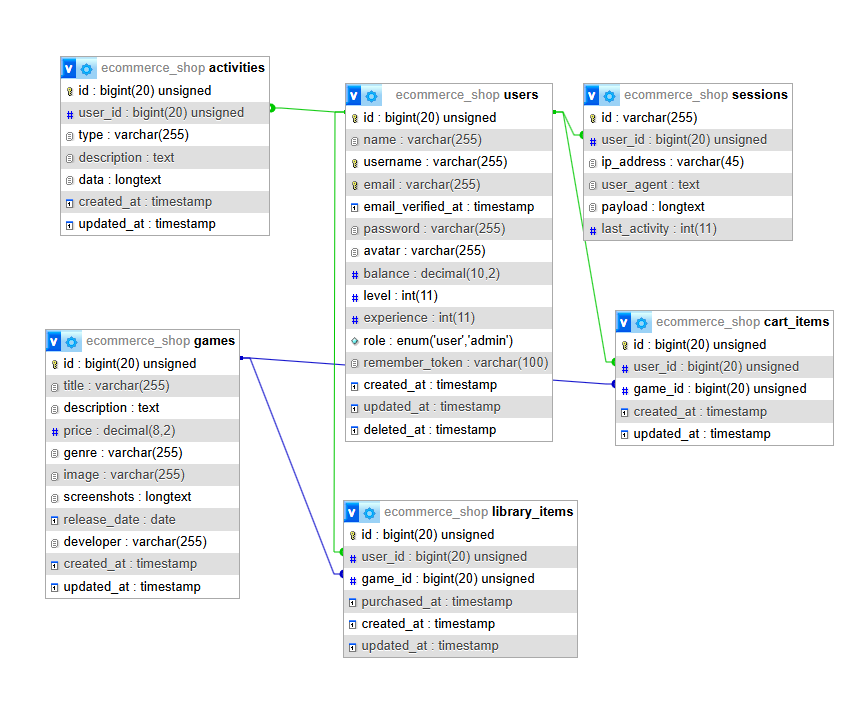 ecommerce_shop activities
id : bigint(20) unsigned
user_id : bigint(20) unsigned
type : varchar(255)
description : text
data : longtext
created_at : timestamp
updated_at : timestamp
ecommerce_shop users
id : bigint(20) unsigned
name : varchar(255)
username : varchar(255)
email : varchar(255)
email_verified_at : timestamp
password : varchar(255)
avatar : varchar(255)
balance : decimal(10,2)
level : int(11)
experience : int(11)
role : enum('user','admin')
remember_token : varchar(100)
created_at : timestamp
updated_at : timestamp
deleted_at : timestamp
ecommerce_shop sessions
id : varchar(255)
user_id : bigint(20) unsigned
ip_address : varchar(45)
user_agent : text
payload : longtext
last_activity : int(11)
ecommerce_shop games
id : bigint(20) unsigned
title : varchar(255)
description : text
price : decimal(8,2)
genre : varchar(255)
image : varchar(255)
screenshots : longtext
release_date : date
developer : varchar(255)
created_at : timestamp
updated_at : timestamp
ecommerce_shop cart_items
id : bigint(20) unsigned
user_id : bigint(20) unsigned
game_id : bigint(20) unsigned
created_at : timestamp
updated_at : timestamp
ecommerce_shop library_items
id : bigint(20) unsigned
user_id : bigint(20) unsigned
game_id : bigint(20) unsigned
purchased_at : timestamp
created_at : timestamp
updated_at : timestamp